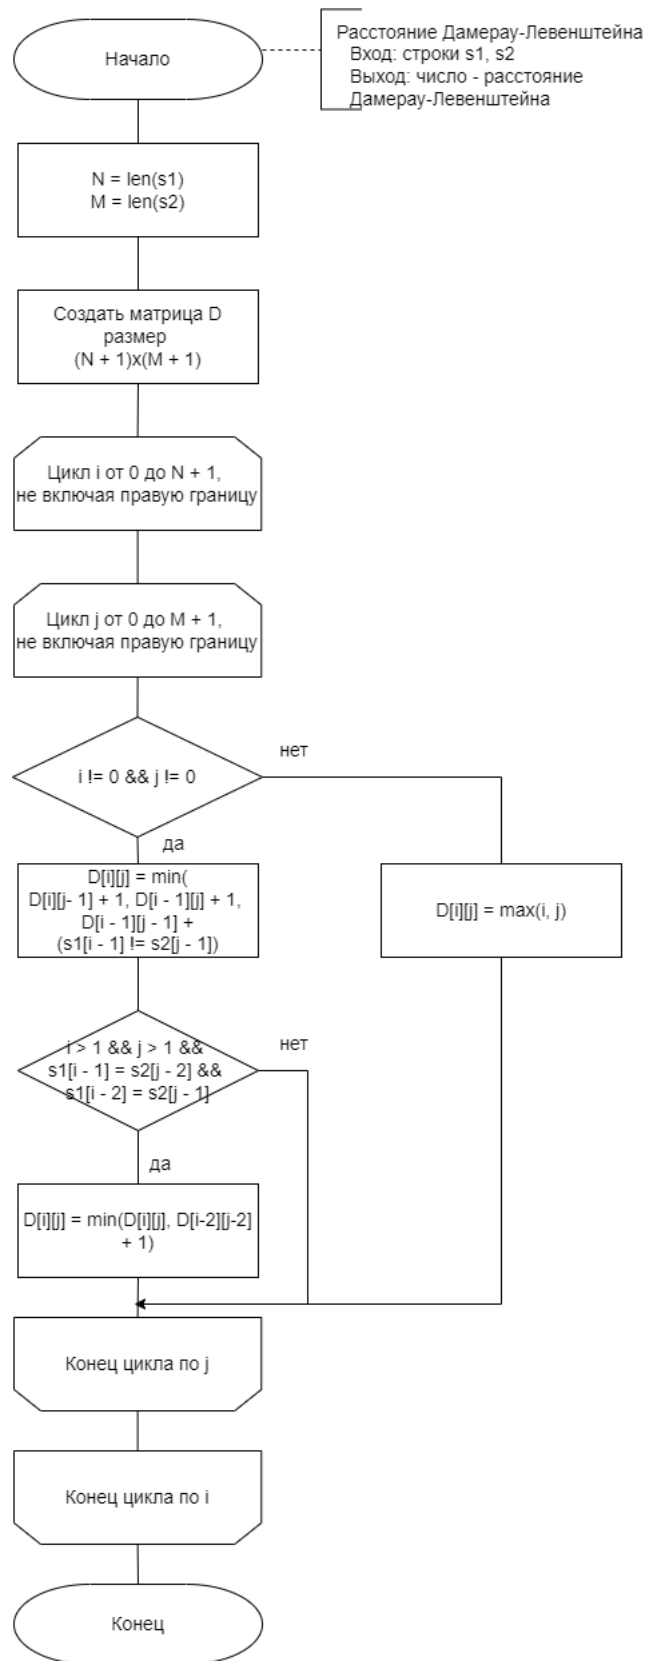 Начало
Расстояние Дамерау-Левенштейна
Вход: строки s1, s2
Выход: число - расстояние
Дамерау-Левенштейна
N = len(s1)
M = len(s2)
Создать матрица D
размер
(N + 1)x(M + 1)
Цикл i от 0 до N + 1,
не включая правую границу
Цикл j от 0 до M + 1,
не включая правую границу
i != 0 && j != 0
нет
да
D[i][j] = min(
D[i][j- 1] + 1, D[i - 1][j] + 1,
D[i - 1][j - 1] +
(s1[i - 1] != s2[j - 1])
D[i][j] = max(i, j)
i > 1 && j > 1 &&
s1[i - 1] = s2[j - 2] &&
s1[i - 2] = s2[j - 1]
нет
да
D[i][j] = min(D[i][j], D[i-2][j-2]
+ 1)
Конец цикла по j
Конец цикла по i
Конец